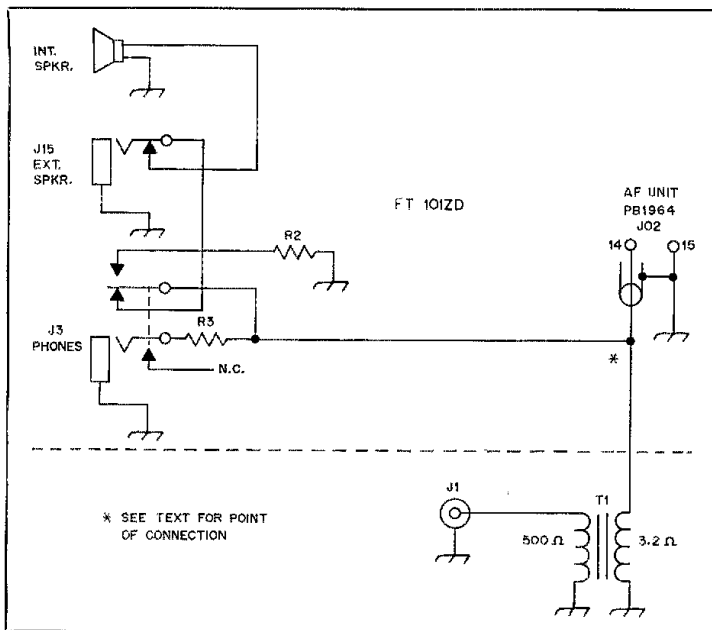 INT.
SPKR.
J15
EXT.
SPKR.
FT 101ZD
AF UNIT
PB1964
J02
14
15
R2
J3
PHONES
R3
N.C.
*
* SEE TEXT FOR POINT
OF CONNECTION
J1
T1
500 Ω
3.2 Ω